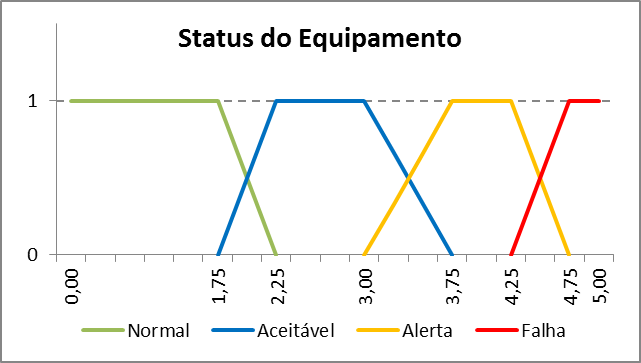 Status do Equipamento
1
0
0,00 1,75 2,25 3,00 3,75 4,25 4,75 5,00
Normal Aceitável Alerta Falha